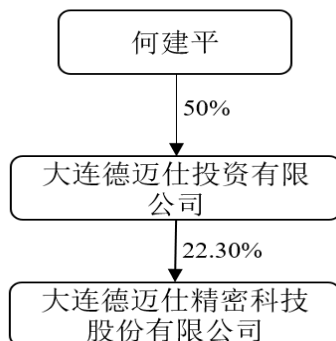 何建平
50%
大连德迈仕投资有限
公司
22.30%
大连德迈仕精密科技
股份有限公司